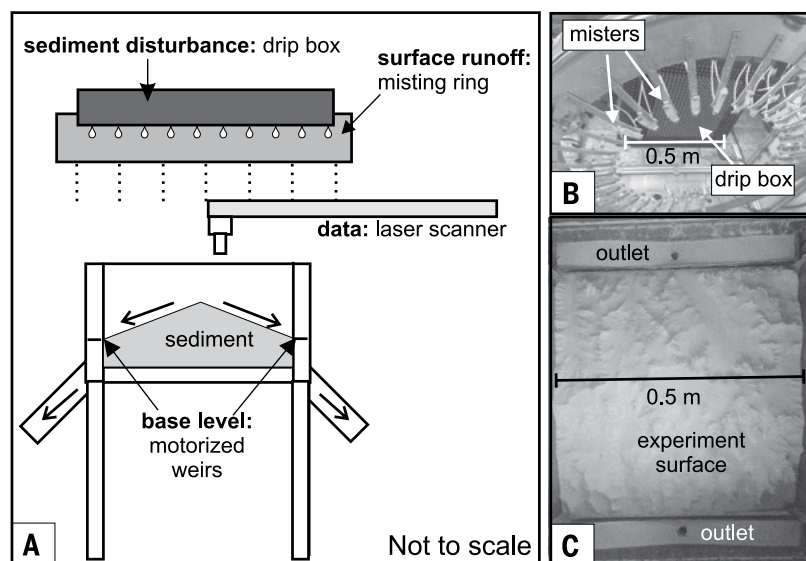 sediment disturbance: drip box
surface runoff:
misting ring
data: laser scanner
sediment
base level:
motorized
weirs
A
Not to scale
misters
0.5 m
drip box
B
outlet
0.5 m
experiment
surface
outlet
C